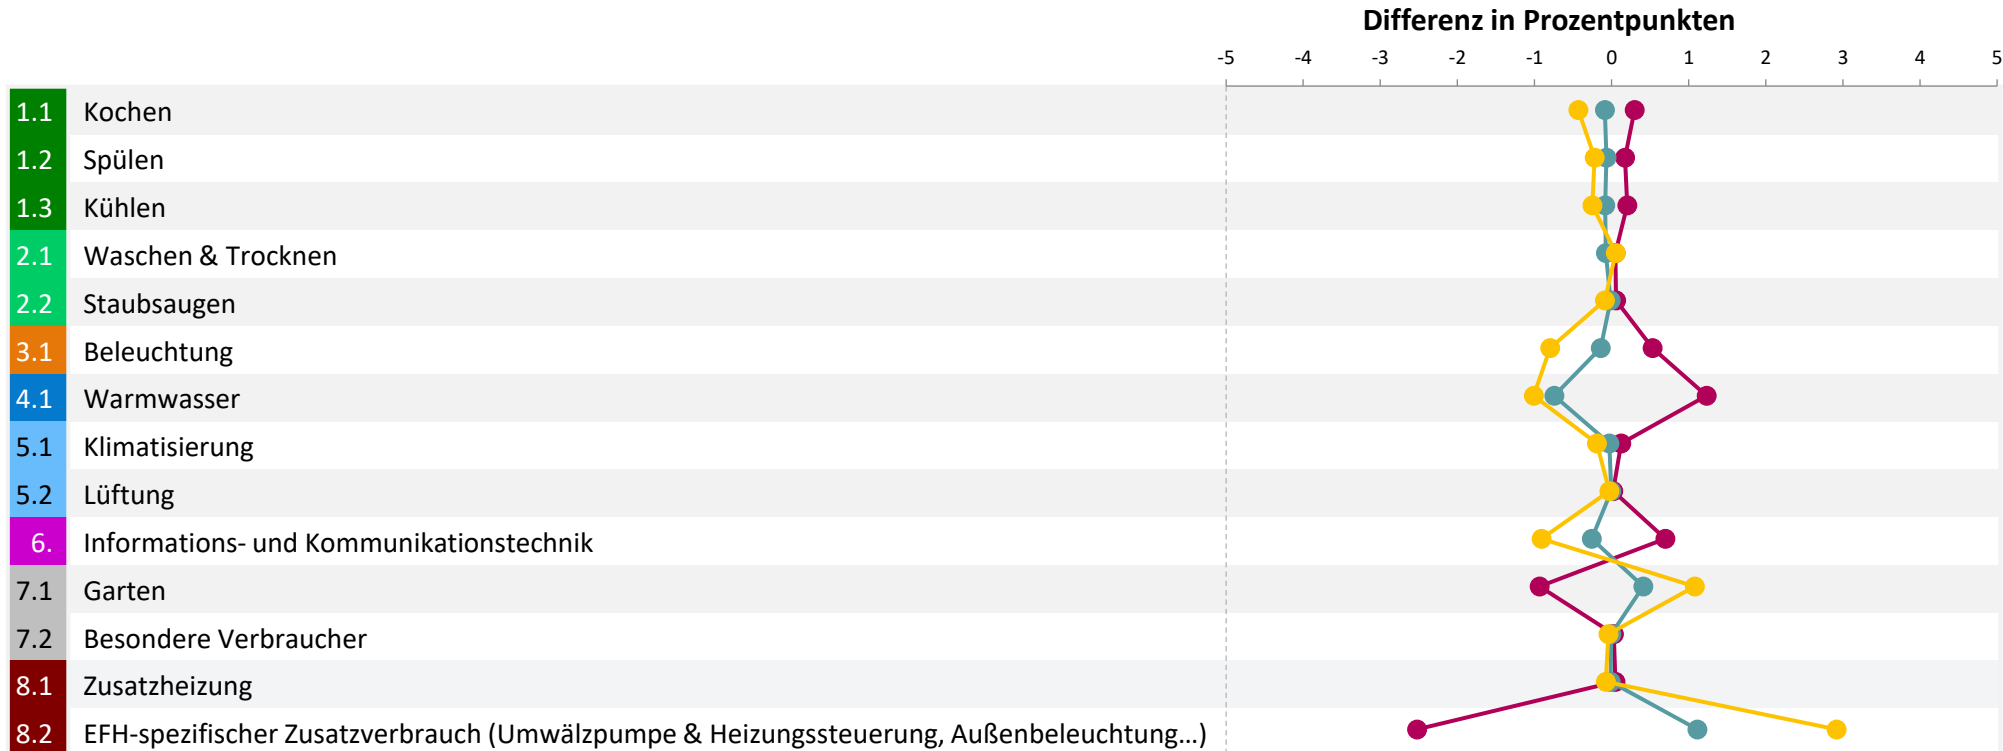 Differenz in Prozentpunkten
-5 -4 -3 -2 -1 0 1 2 3 4 5
1.1 Kochen
1.2 Spülen
1.3 Kühlen
2.1 Waschen & Trocknen
2.2 Staubsaugen
3.1 Beleuchtung
4.1 Warmwasser
5.1 Klimatisierung
5.2 Lüftung
6. Informations- und Kommunikationstechnik
7.1 Garten
7.2 Besondere Verbraucher
8.1 Zusatzheizung
8.2 EFH-spezifischer Zusatzverbrauch (Umwälzpumpe & Heizungssteuerung, Außenbeleuchtung...)